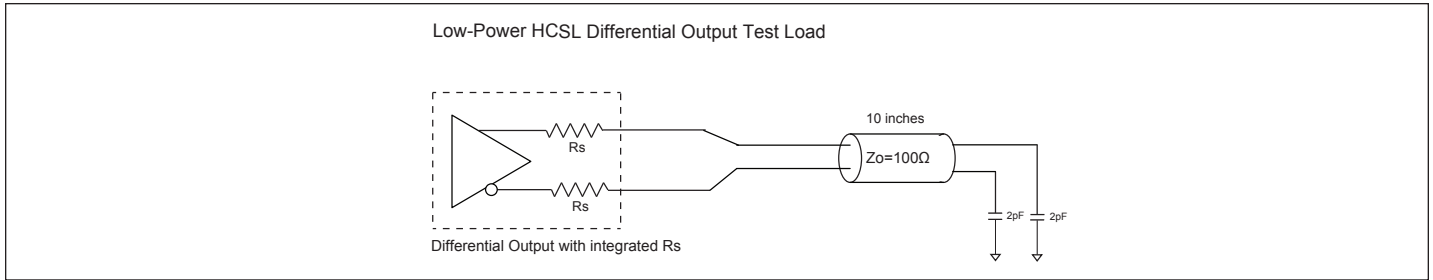 Low-Power HCSL Differential Output Test Load
10 inches
Rs
Zo=100Ω
Rs
2pF
2pF
Differential Output with integrated Rs